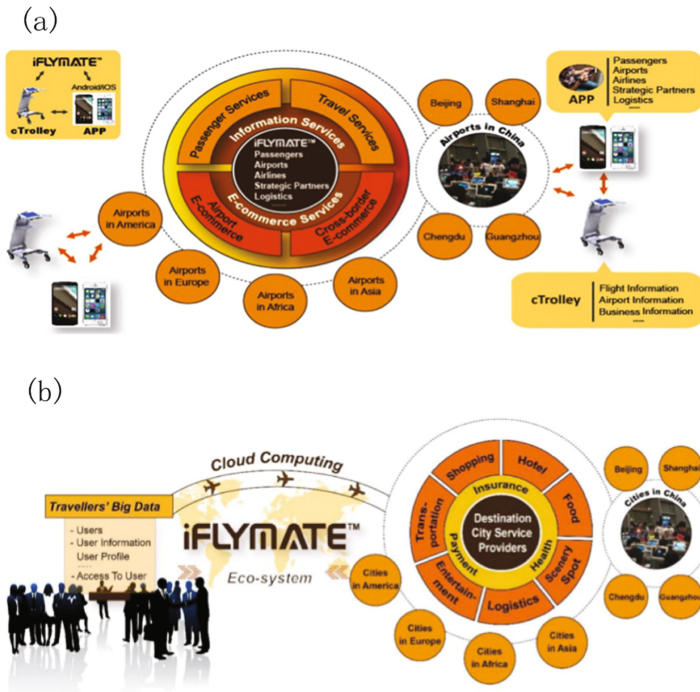 (a)
iFLYMATE™
Android/iOS
cTrolley
APP
Passenger Services
Travel Services
Information Services
iFLYMATE™
Passengers
Airports
Airlines
Strategic Partners
Logistics
......
E-commerce Services
Airport
E-commerce
Cross-border
E-commerce
Airports
in America
Airports
in Europe
Airports
in Africa
Airports
in Asia
Beijing
Shanghai
Airports in China
Chengdu
Guangzhou
APP
Passengers
Airports
Airlines
Strategic Partners
Logistics
......
cTrolley
Flight Information
Airport Information
Business Information
......
(b)
Cloud Computing
Travellers' Big Data
- Users
- User Information
User Profile
......
- Access To User
iFLYMATE™
Eco-system
Shopping
Hotel
Food
Scenery
Spot
Logistics
Entertain-
ment
Trans-
portation
Insurance
Health
Payment
Destination
City Service
Providers
Cities
in America
Cities
in Europe
Cities
in Africa
Cities
in Asia
Beijing
Shanghai
Cities in China
Chengdu
Guangzhou